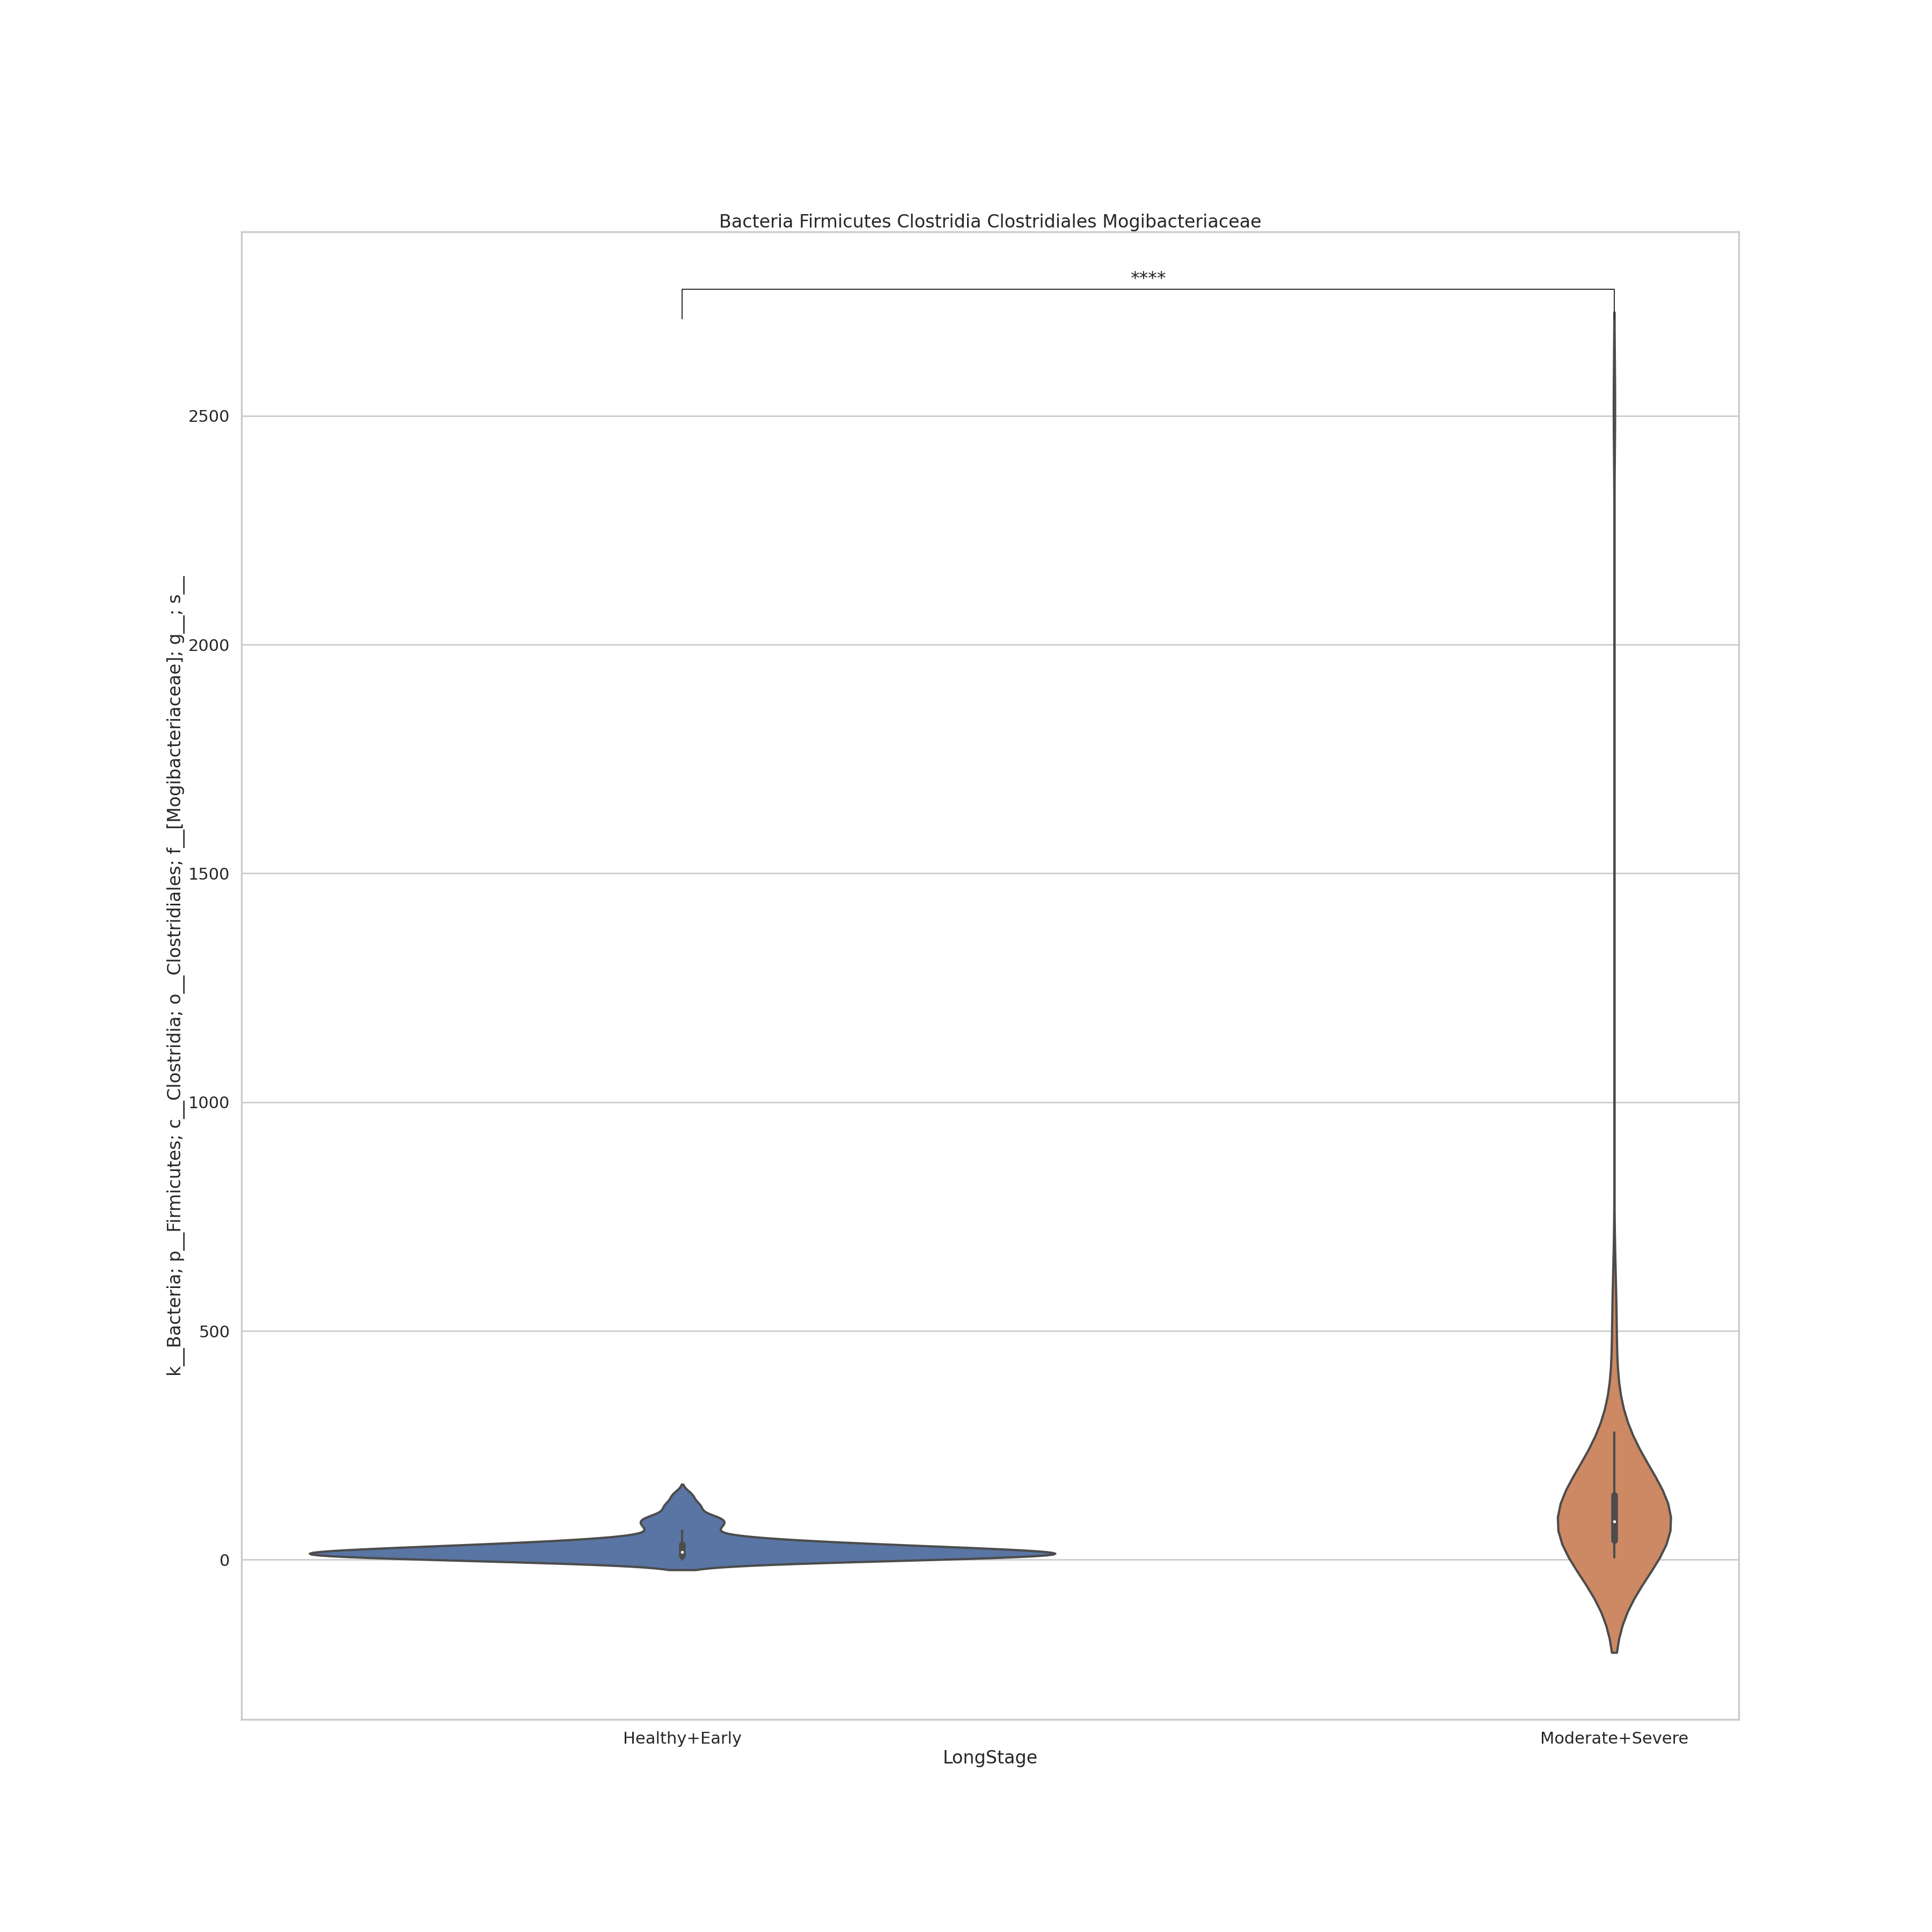 Bacteria Firmicutes Clostridia Clostridiales Mogibacteriaceae
****
2500
2000
1500
1000
500
0
k__Bacteria; p__Firmicutes; c__Clostridia; o__Clostridiales; f__[Mogibacteriaceae]; g__; s__
Healthy+Early
Moderate+Severe
LongStage